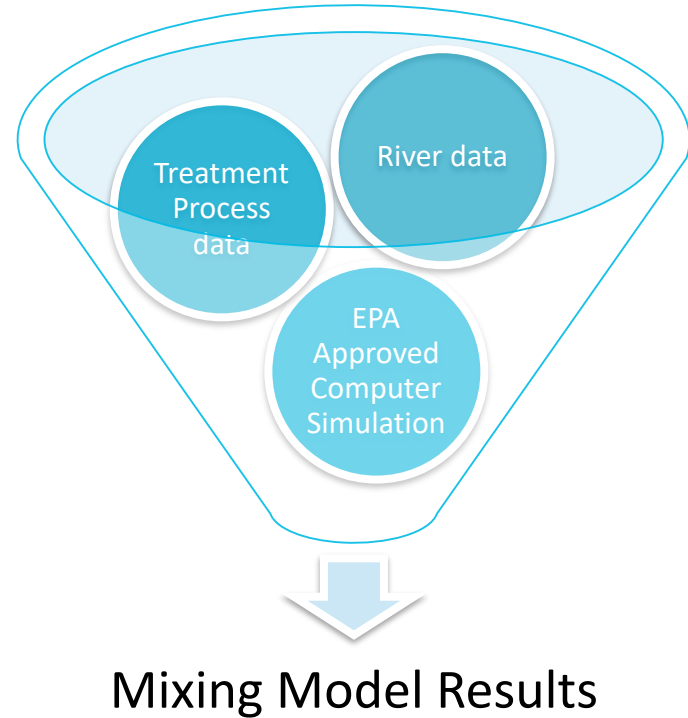 Treatment
Process
data
River data
EPA
Approved
Computer
Simulation
Mixing Model Results